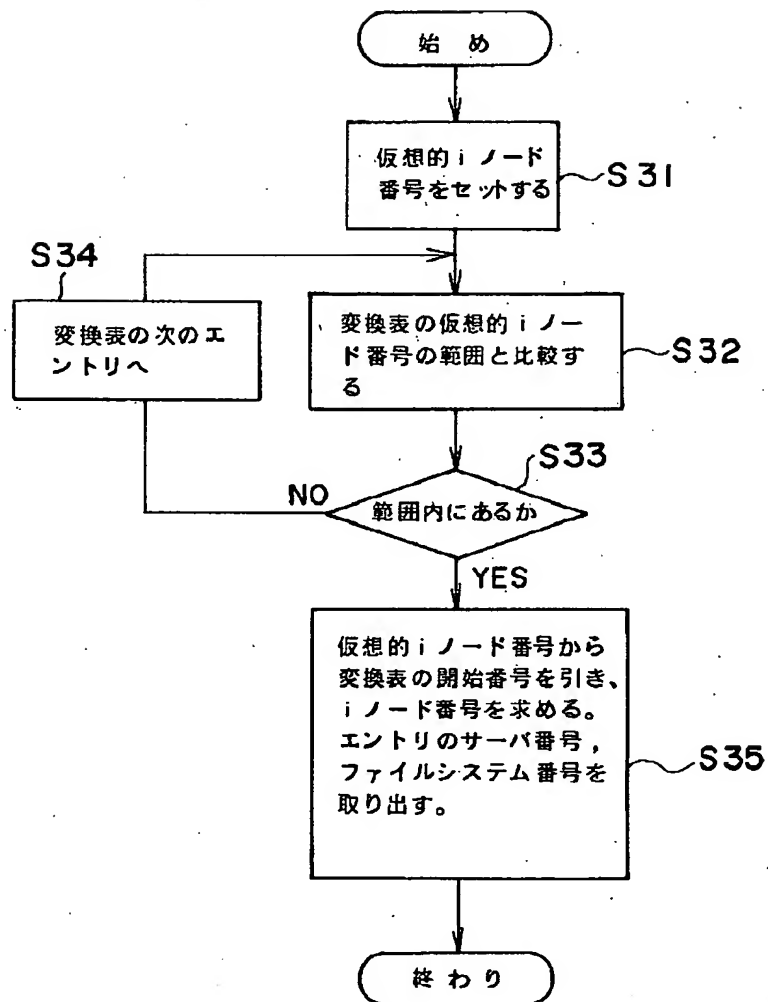 始め
仮想的iノード
番号をセットする
S31
S34
変換表の次のエ
ントリへ
変換表の仮想的iノー
ド番号の範囲と比較す
る
S32
S33
NO
範囲内にあるか
YES
仮想的iノード番号から
変換表の開始番号を引き、
iノード番号を求める。
エントリのサーバ番号,
ファイルシステム番号を
取り出す。
S35
終わり